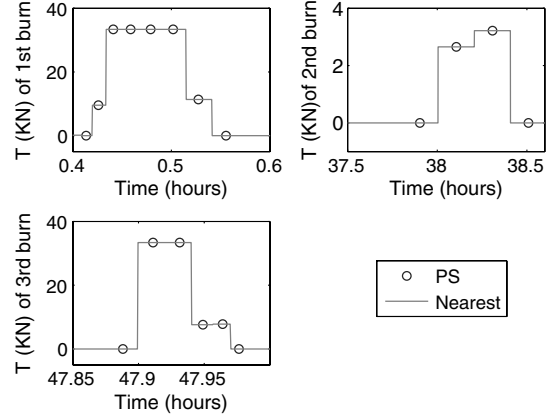 T (KN) of 1st burn
40
20
0
0.4 0.5 0.6
Time (hours)
T (KN)of 2nd burn
4
2
0
37.5 38 38.5
Time (hours)
T (KN) of 3rd burn
40
20
0
47.85 47.9 47.95
Time (hours)
PS
Nearest